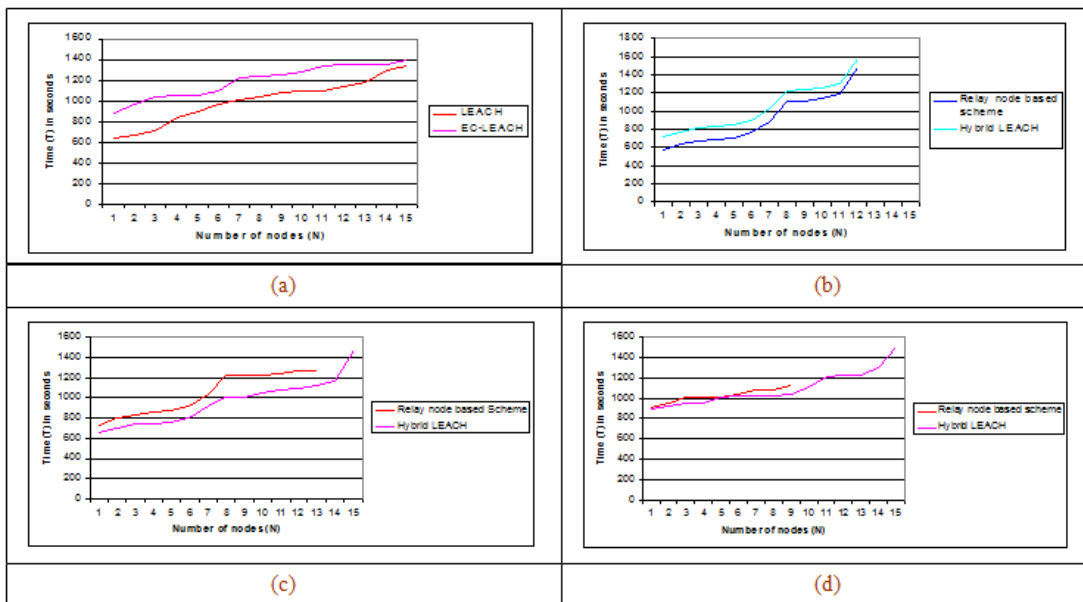 1600
1400
1200
1000
800
600
400
200
0
Time (T) in seconds
1 2 3 4 5 6 7 8 9 10 11 12 13 14 15
Number of nodes (N)
LEACH
EC-LEACH
(a)
1800
1600
1400
1200
1000
800
600
400
200
0
Time (T) in seconds
1 2 3 4 5 6 7 8 9 10 11 12 13 14 15
Number of nodes (N)
Relay node based
scheme
Hybrid LEACH
(b)
1600
1400
1200
1000
800
600
400
200
0
Time (T) in seconds
1 2 3 4 5 6 7 8 9 10 11 12 13 15
Number of nodes (N)
Relay node based Scheme
Hybrid LEACH
(c)
1600
1400
1200
1000
800
600
400
200
0
Time (T) in seconds
1 2 3 4 5 6 7 8 9 10 11 12 13 14 15
Number of nodes (N)
Relay node based scheme
Hybrid LEACH
(d)